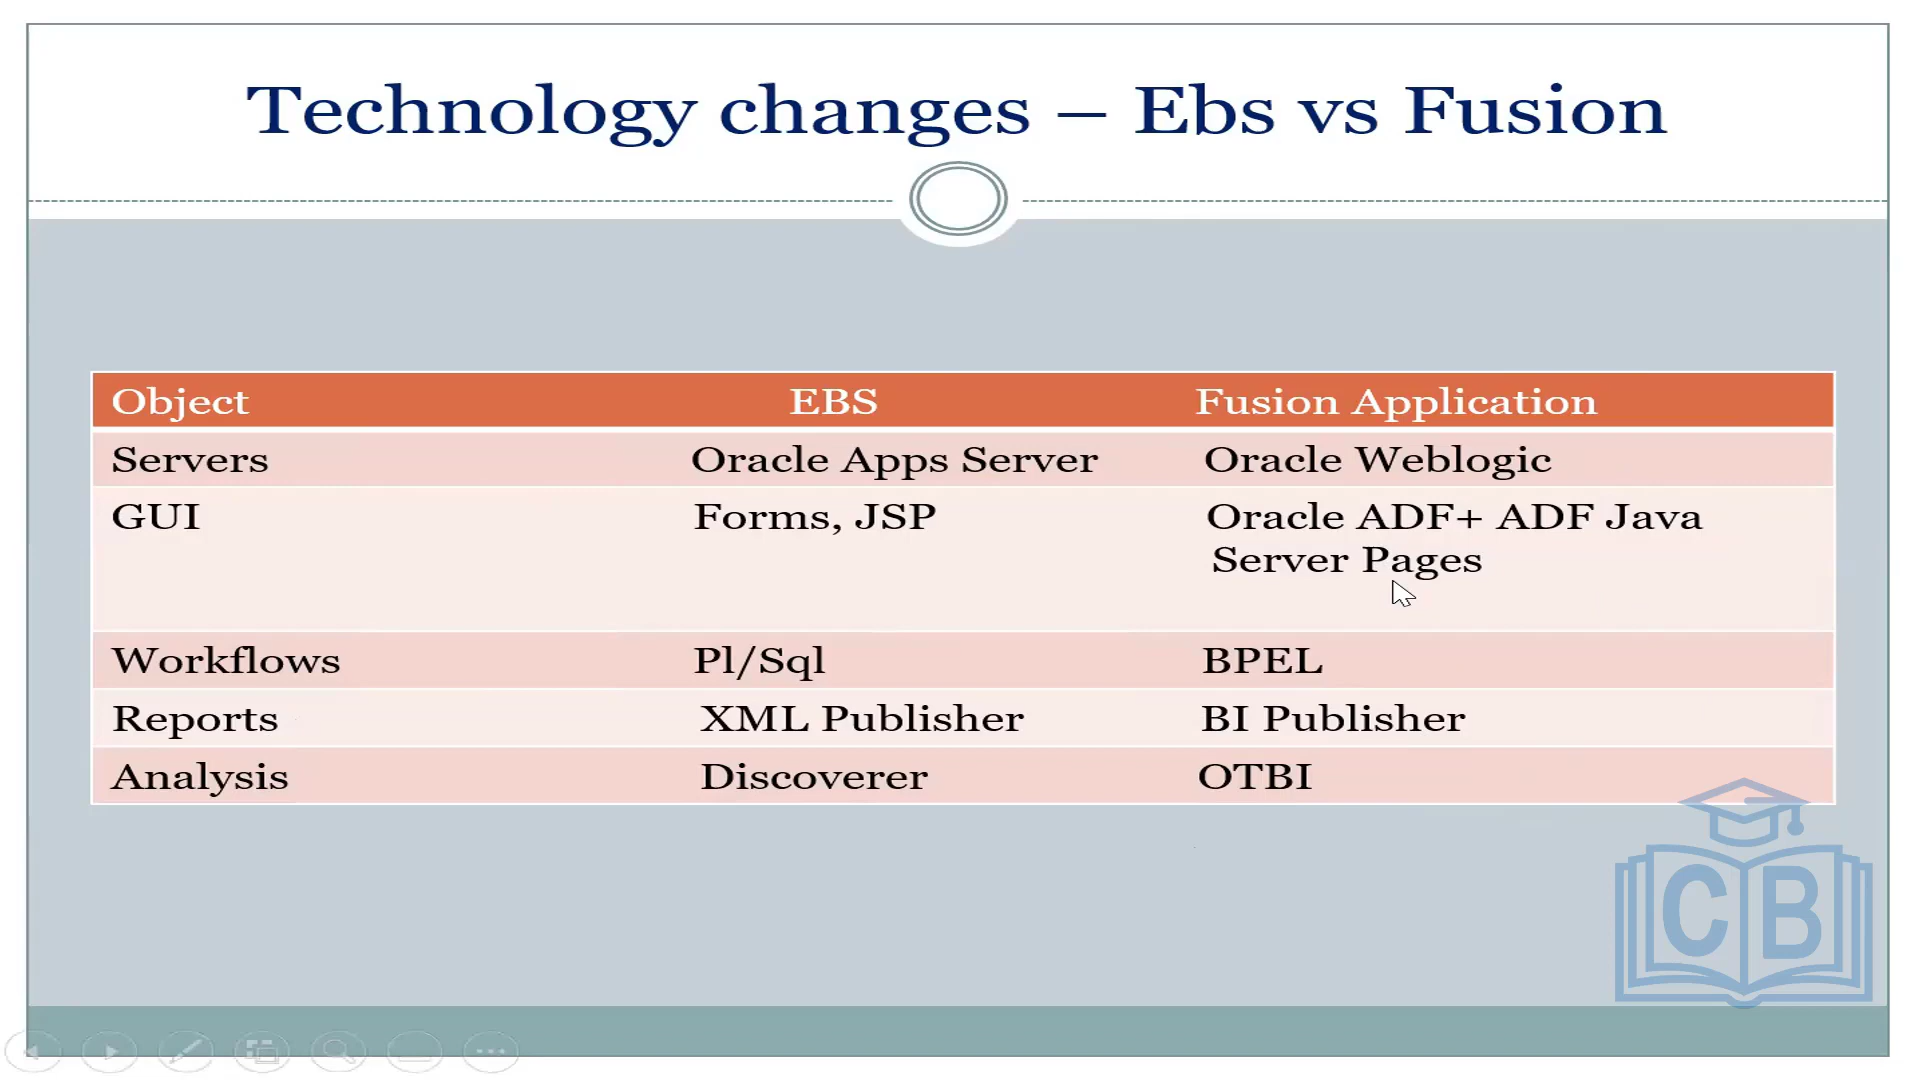 Technology changes – Ebs vs Fusion
Object EBS Fusion Application
Servers Oracle Apps Server Oracle Weblogic
GUI Forms, JSP Oracle ADF+ ADF Java
Server Pages
Workflows Pl/Sql BPEL
Reports XML Publisher BI Publisher
Analysis Discoverer OTBI
CB